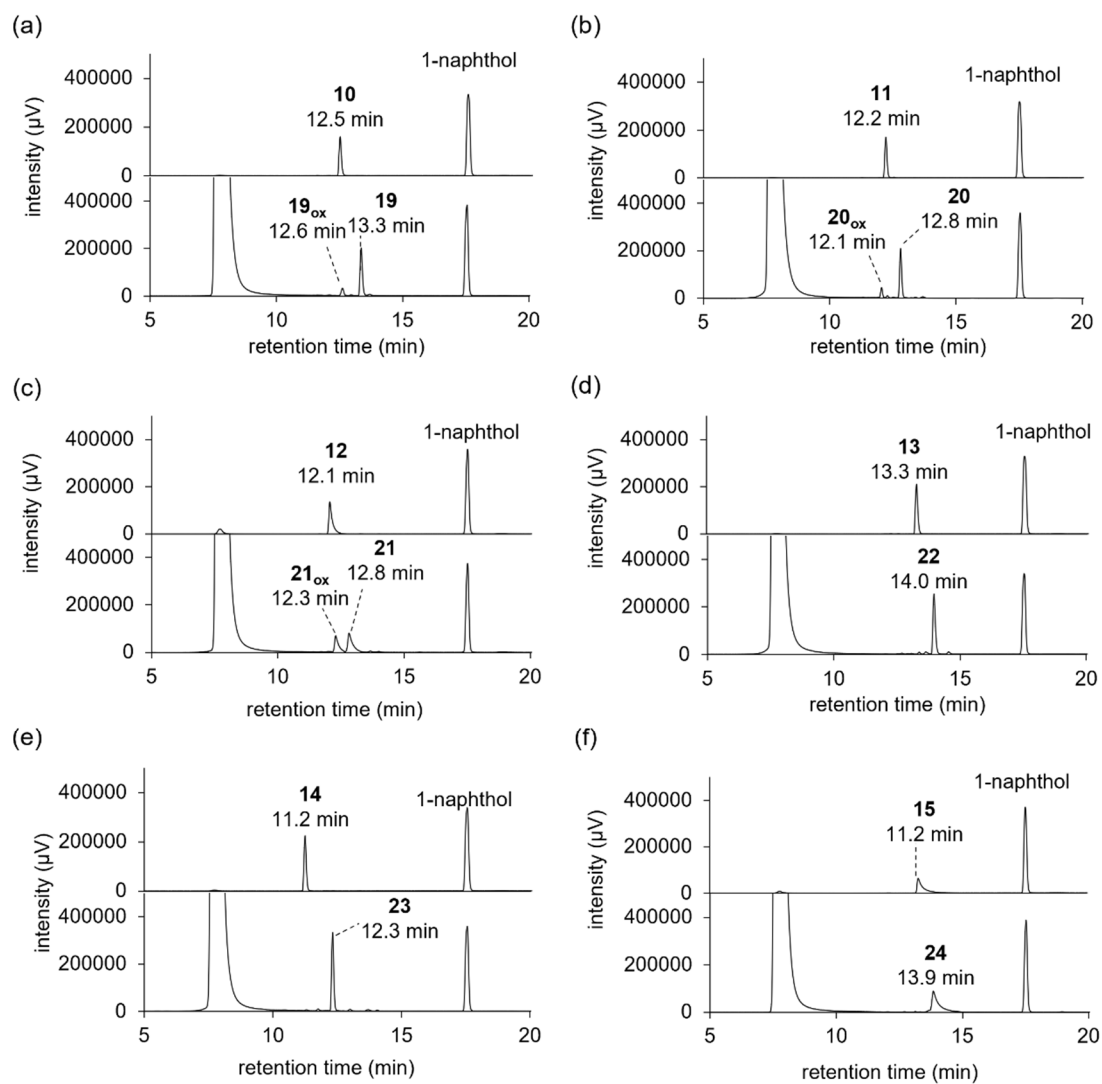 (a)
1-naphthol
10
12.5 min
400000
200000
0
19ox 19
12.6 min 13.3 min
400000
200000
0
intensity (μV)
5 10 15 20
retention time (min)
(b)
1-naphthol
11
12.2 min
400000
200000
0
20ox 20
12.1 min 12.8 min
400000
200000
0
intensity (μV)
5 10 15 20
retention time (min)
(c)
1-naphthol
12
12.1 min
400000
200000
0
21ox 21
12.3 min 12.8 min
400000
200000
0
intensity (μV)
5 10 15 20
retention time (min)
(d)
1-naphthol
13
13.3 min
400000
200000
0
22
14.0 min
400000
200000
0
intensity (μV)
5 10 15 20
retention time (min)
(e)
1-naphthol
14
11.2 min
400000
200000
0
23
12.3 min
400000
200000
0
intensity (μV)
5 10 15 20
retention time (min)
(f)
1-naphthol
15
11.2 min
400000
200000
0
24
13.9 min
400000
200000
0
intensity (μV)
5 10 15 20
retention time (min)